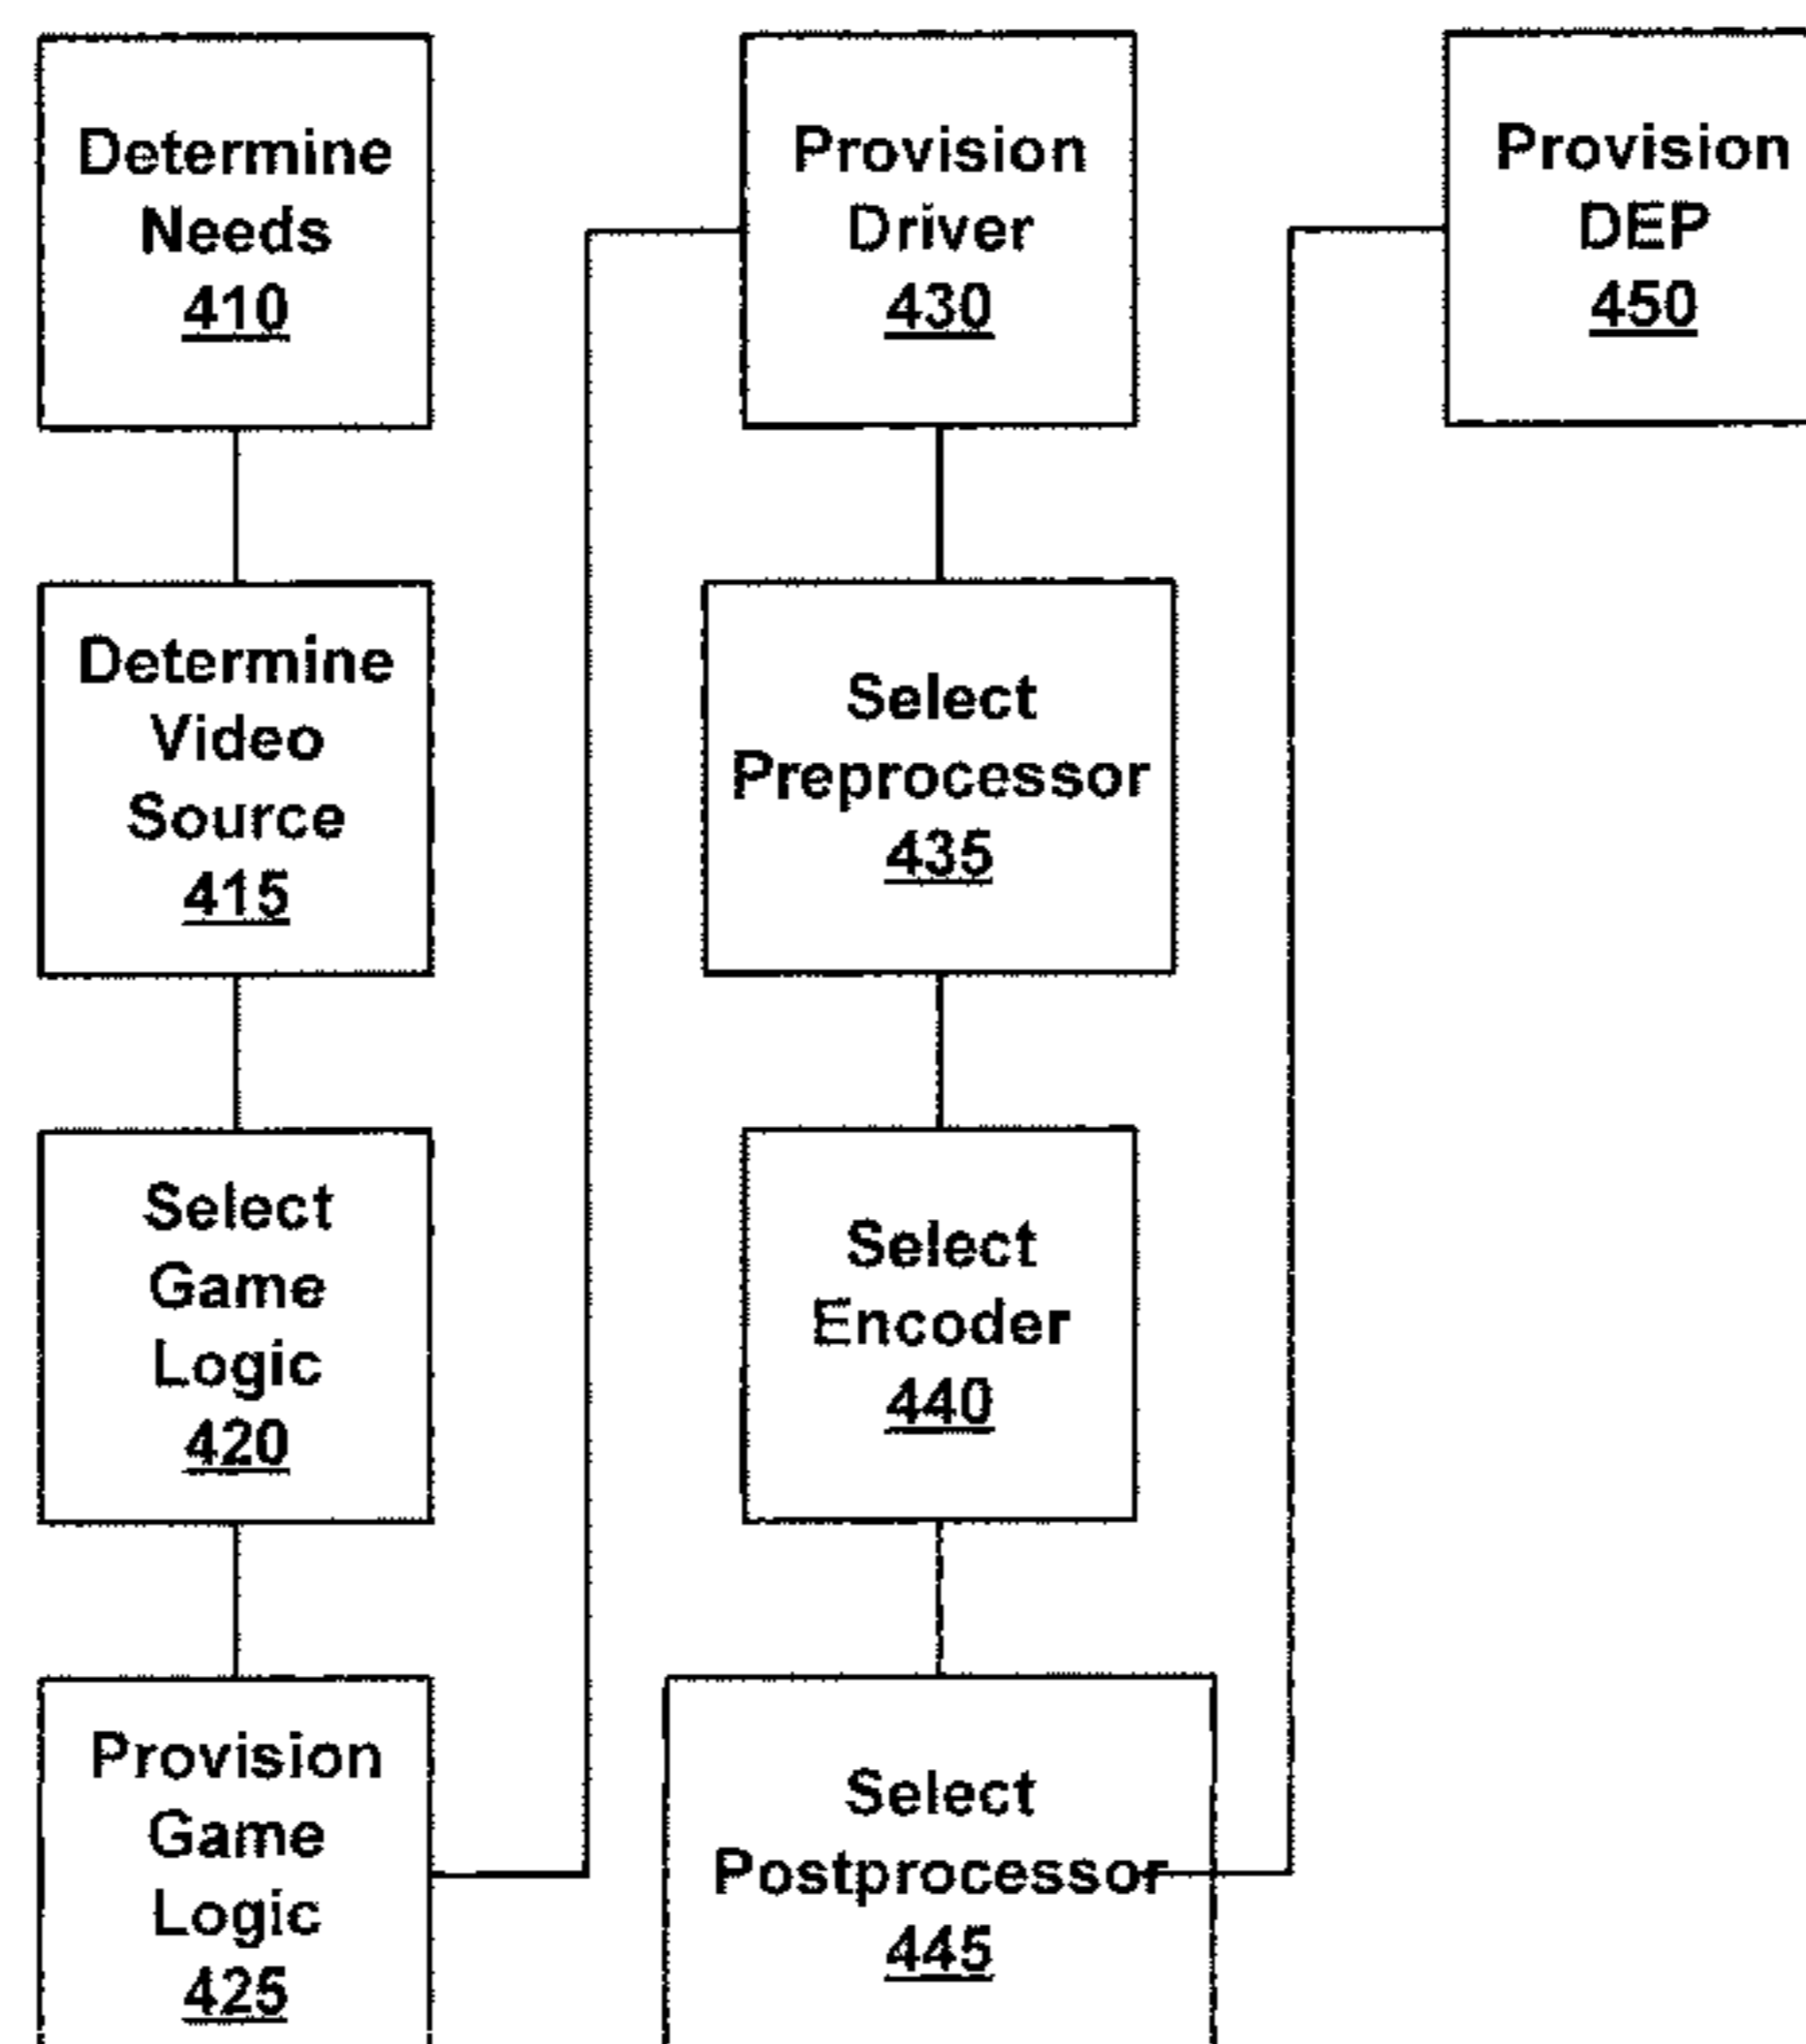 Determine
Needs
410
Determine
Video
Source
415
Select
Game
Logic
420
Provision
Game
Logic
425
Provision
Driver
430
Select
Preprocessor
435
Select
Encoder
440
Select
Postprocessor
445
Provision
DEP
450